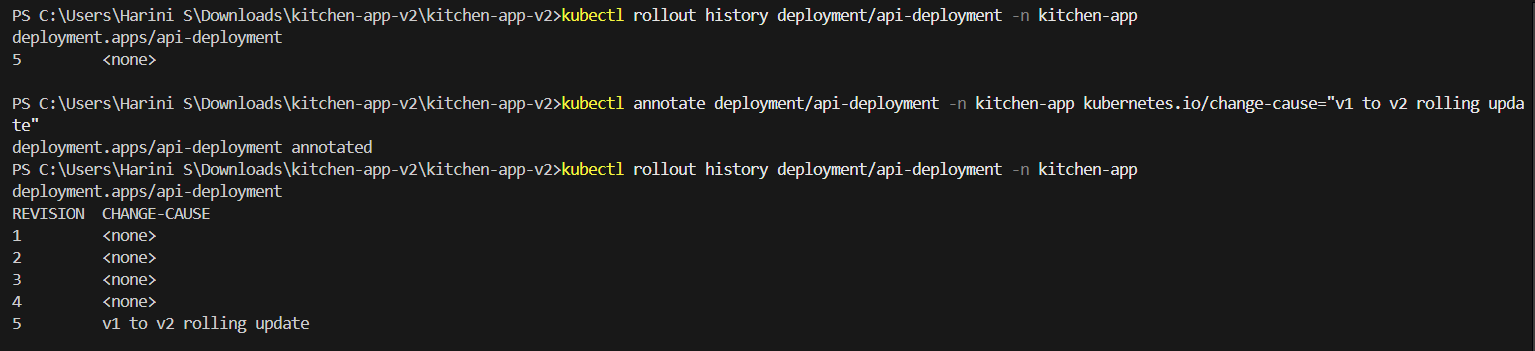 PS C:\Users\Harini S\Downloads\kitchen-app-v2\kitchen-app-v2>kubectl rollout history deployment/api-deployment -n kitchen-app
deployment.apps/api-deployment
5         <none>
PS C:\Users\Harini S\Downloads\kitchen-app-v2\kitchen-app-v2>kubectl annotate deployment/api-deployment -n kitchen-app kubernetes.io/change-cause="v1 to v2 rolling upda
te"
deployment.apps/api-deployment annotated
PS C:\Users\Harini S\Downloads\kitchen-app-v2\kitchen-app-v2>kubectl rollout history deployment/api-deployment -n kitchen-app
deployment.apps/api-deployment
REVISION  CHANGE-CAUSE
1         <none>
2         <none>
3         <none>
4         <none>
5         v1 to v2 rolling update